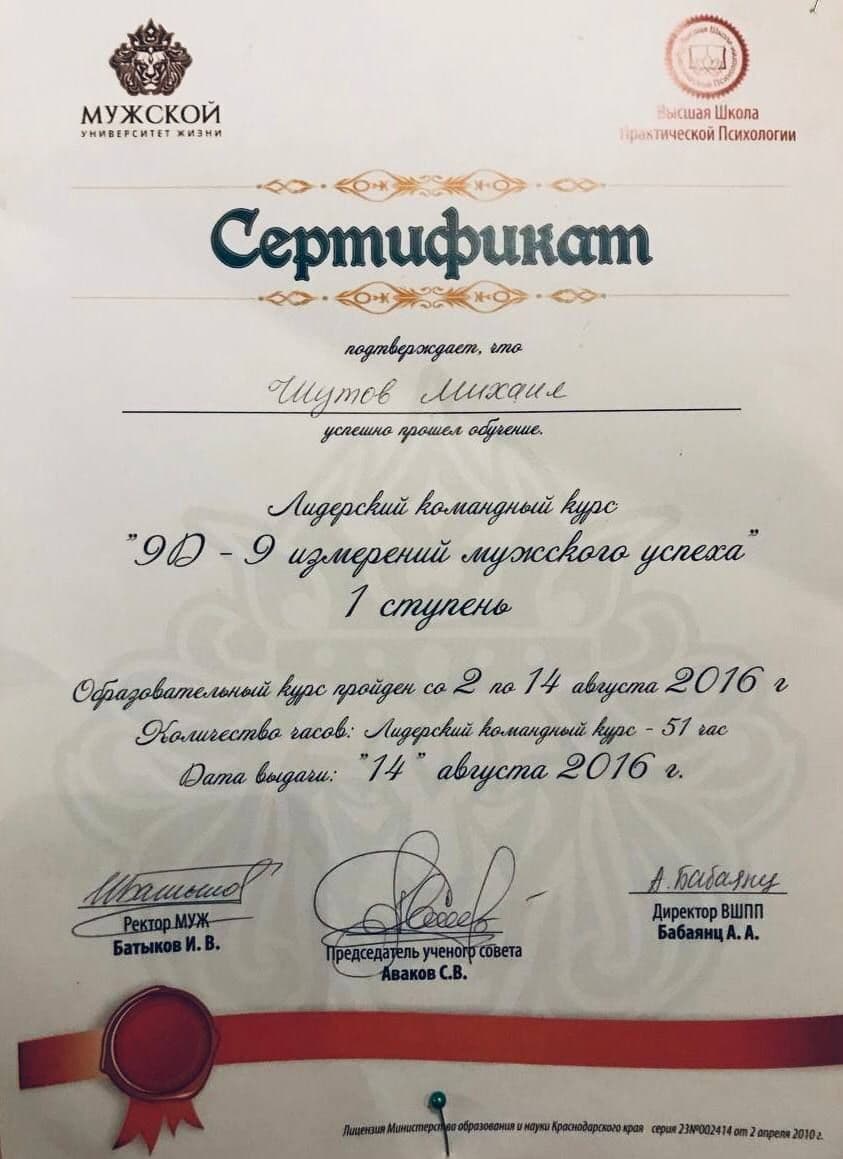 МУЖСКОЙ
УНИВЕРСИТЕТ ЖИЗНИ
Высшая Школа
Практической Психологии
Сертификат
подтверждает, что
Шутов Михаил
успешно прошел обучение.
Лидерский командный курс
"9D - 9 измерений мужского успеха"
1 ступень
Образовательный курс пройден со 2 по 14 августа 2016 г
Количество часов: Лидерский командный курс - 51 час
Дата выдачи: "14" августа 2016 г.
А. Бабаянц
Ректор МУЖ
Батыков И. В.
Председатель ученого совета
Аваков С.В.
Директор ВШПП
Бабаянц А. А.
Лицензия Министерства образования и науки Краснодарского края серия 23№002414 от 2 апреля 2010 г.